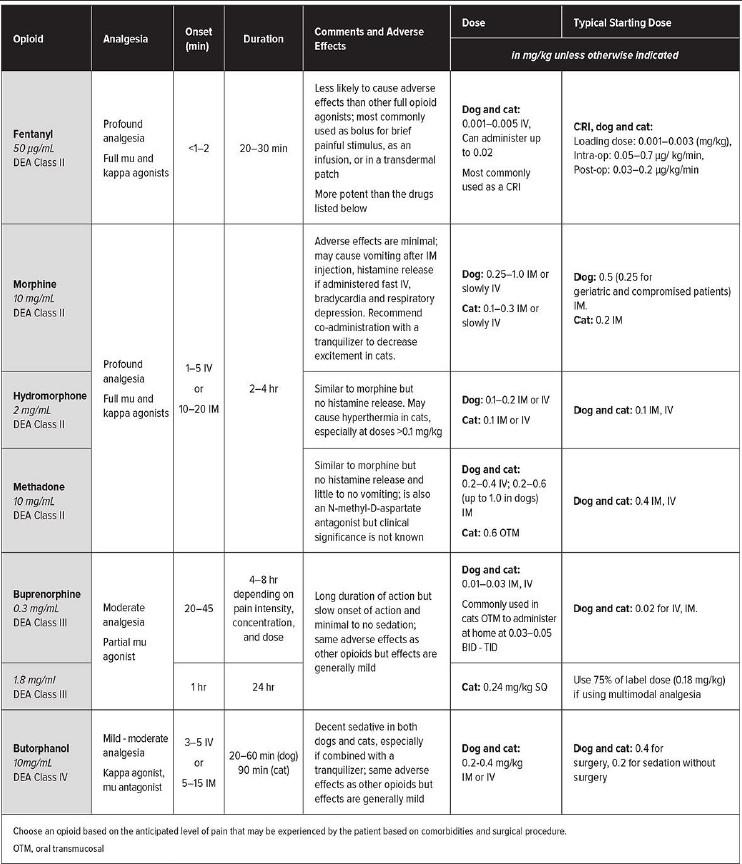 Opioid
Analgesia
Onset
(min)
Duration
Comments and Adverse
Effects
Dose
Typical Starting Dose
in mg/kg unless otherwise indicated
Fentanyl
50 µg/mL
DEA Class II
Profound
analgesia
Full mu and
kappa agonists
<1–2
20–30 min
Less likely to cause adverse
effects than other full opioid
agonists; most commonly
used as bolus for brief
painful stimulus, as an
infusion, or in a transdermal
patch
More potent than the drugs
listed below
Dog and cat:
0.001–0.005 IV,
Can administer up
to 0.02
Most commonly
used as a CRI
CRI, dog and cat:
Loading dose: 0.001–0.003 (mg/kg),
Intra-op: 0.05–0.7 µg/ kg/min,
Post-op: 0.03–0.2 µg/kg/min
Morphine
10 mg/mL
DEA Class II
Profound
analgesia
Full mu and
kappa agonists
1–5 IV
or
10–20 IM
2–4 hr
Adverse effects are minimal;
may cause vomiting after IM
injection, histamine release
if administered fast IV,
bradycardia and respiratory
depression. Recommend
co-administration with a
tranquilizer to decrease
excitement in cats.
Dog: 0.25–1.0 IM or
slowly IV
Cat: 0.1–0.3 IM or
slowly IV
Dog: 0.5 (0.25 for
geriatric and compromised patients)
IM.
Cat: 0.2 IM
Hydromorphone
2 mg/mL
DEA Class II
Similar to morphine but
no histamine release. May
cause hyperthermia in cats,
especially at doses >0.1 mg/kg
Dog: 0.1–0.2 IM or IV
Cat: 0.1 IM or IV
Dog and cat: 0.1 IM, IV
Methadone
10 mg/mL
DEA Class II
Similar to morphine but
no histamine release and
little to no vomiting; is also
an N-methyl-D-aspartate
antagonist but clinical
significance is not known
Dog and cat:
0.2–0.4 IV; 0.2–0.6
(up to 1.0 in dogs)
IM
Cat: 0.6 OTM
Dog and cat: 0.4 IM, IV
Buprenorphine
0.3 mg/mL
DEA Class III
Moderate
analgesia
Partial mu
agonist
20–45
4–8 hr
depending on
pain intensity,
concentration,
and dose
Long duration of action but
slow onset of action and
minimal to no sedation;
same adverse effects as
other opioids but effects are
generally mild
Dog and cat:
0.01–0.03 IM, IV
Commonly used in
cats OTM to administer
at home at 0.03–0.05
BID - TID
Dog and cat: 0.02 for IV, IM.
1.8 mg/ml
DEA Class III
1 hr
24 hr
Cat: 0.24 mg/kg SQ
Use 75% of label dose (0.18 mg/kg)
if using multimodal analgesia
Butorphanol
10mg/mL
DEA Class IV
Mild - moderate
analgesia
Kappa agonist,
mu antagonist
3–5 IV
or
5–15 IM
20–60 min (dog)
90 min (cat)
Decent sedative in both
dogs and cats, especially
if combined with a
tranquilizer; same adverse
effects as other opioids but
effects are generally mild
Dog and cat:
0.2-0.4 mg/kg
IM or IV
Dog and cat: 0.4 for
surgery, 0.2 for sedation without
surgery
Choose an opioid based on the anticipated level of pain that may be experienced by the patient based on comorbidities and surgical procedure.
OTM, oral transmucosal